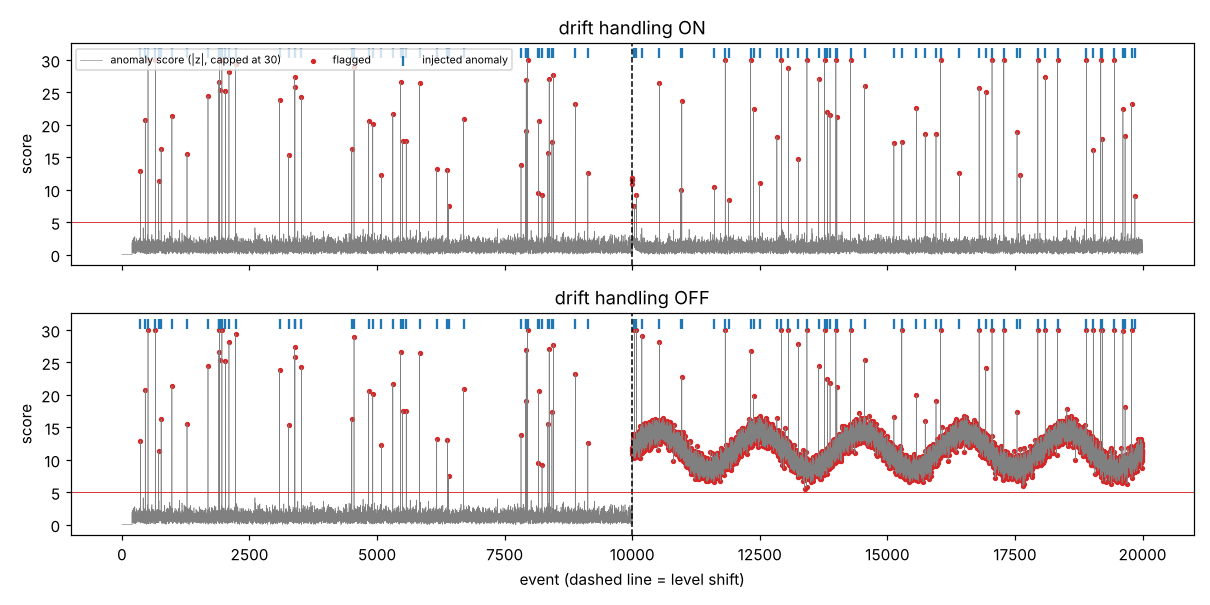 drift handling ON
anomaly score (|z|, capped at 30) flagged injected anomaly
score
30
25
20
15
10
5
0
drift handling OFF
score
30
25
20
15
10
5
0
0 2500 5000 7500 10000 12500 15000 17500 20000
event (dashed line = level shift)